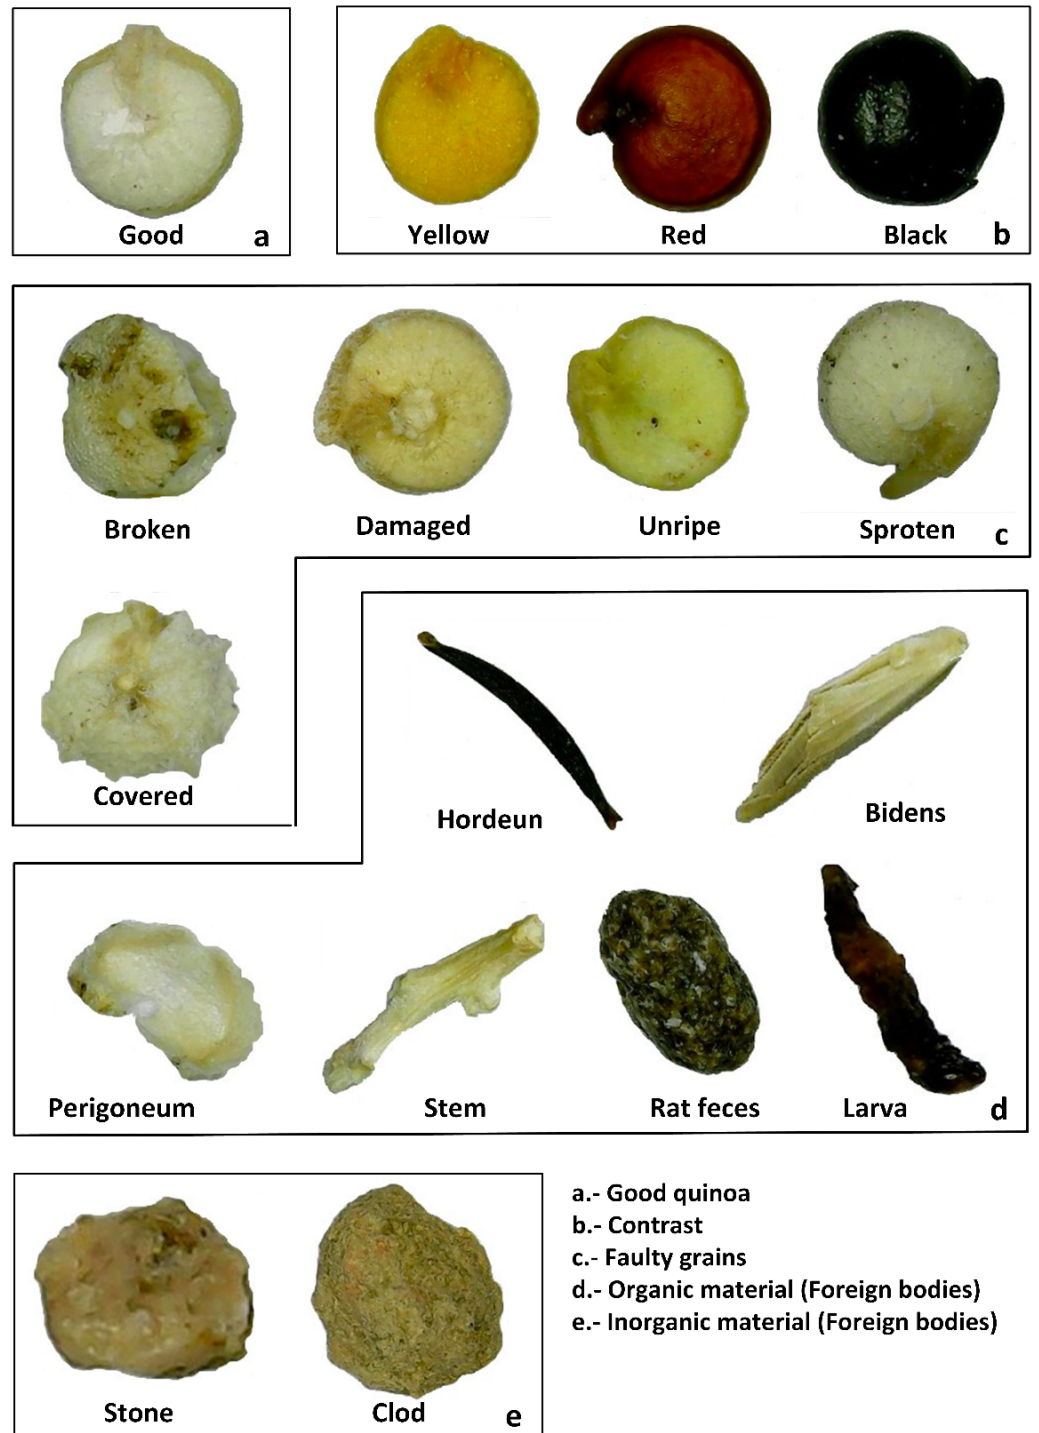 Good
a
Yellow
Red
Black
b
Broken
Damaged
Unripe
Sproten
c
Covered
Hordeun
Bidens
Perigoneum
Stem
Rat feces
Larva
d
Stone
Clod
e
a.- Good quinoa
b.- Contrast
c.- Faulty grains
d.- Organic material (Foreign bodies)
e.- Inorganic material (Foreign bodies)